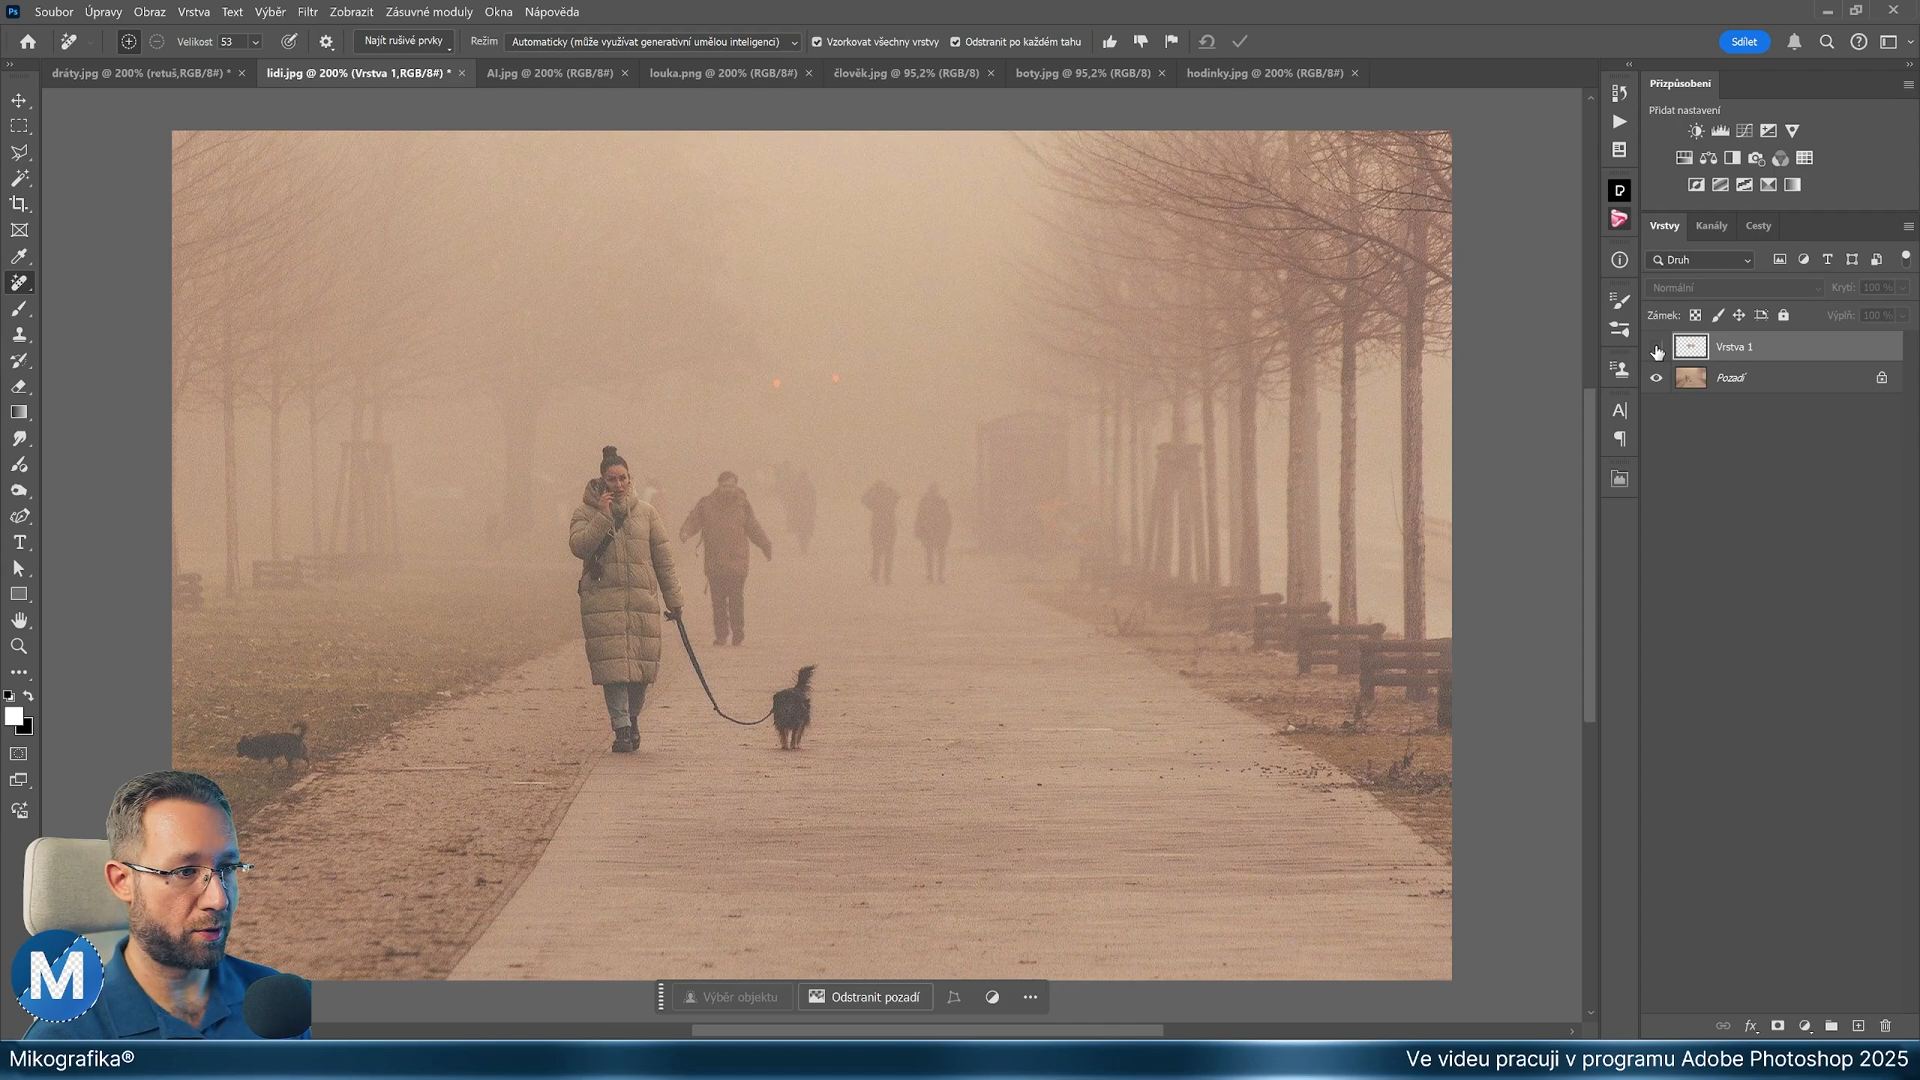 Ps Soubor Úpravy Obraz Vrstva Text Výběr Filtr Zobrazit Zásuvné moduly Okna Nápověda
Velikost 53 Najít rušivé prvky Režim Automaticky (může využívat generativní umělou inteligenci) Vzorkovat všechny vrstvy Odstranit po každém tahu Sdílet
dráty.jpg @ 200% (retuš,RGB/8#) * lidi.jpg @ 200% (Vrstva 1,RGB/8#) * AI.jpg @ 200% (RGB/8#) louka.png @ 200% (RGB/8#) člověk.jpg @ 95,2% (RGB/8) boty.jpg @ 95,2% (RGB/8) hodinky.jpg @ 200% (RGB/8#)
Přizpůsobení
Přidat nastavení
Vrstvy Kanály Cesty
Druh
Normální Krytí: 100 %
Zámek: Výplň: 100 %
Vrstva 1
Pozadí
Výběr objektu Odstranit pozadí
M
Mikografika®
Ve videu pracuji v programu Adobe Photoshop 2025